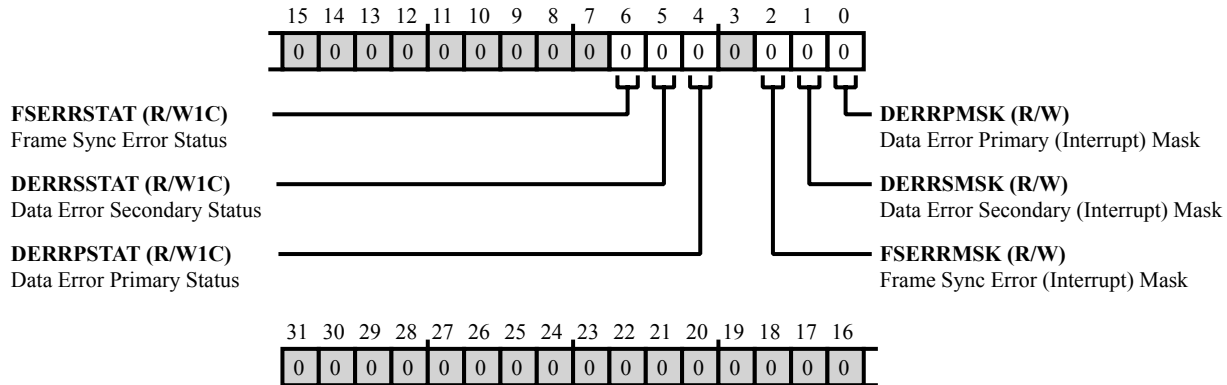 15 14 13 12 11 10 9 8 7 6 5 4 3 2 1 0
0 0 0 0 0 0 0 0 0 0 0 0 0 0 0 0
FSERRSTAT (R/W1C)
Frame Sync Error Status
DERRSSTAT (R/W1C)
Data Error Secondary Status
DERRPSTAT (R/W1C)
Data Error Primary Status
DERRPMSK (R/W)
Data Error Primary (Interrupt) Mask
DERRSMSK (R/W)
Data Error Secondary (Interrupt) Mask
FSERRMSK (R/W)
Frame Sync Error (Interrupt) Mask
31 30 29 28 27 26 25 24 23 22 21 20 19 18 17 16
0 0 0 0 0 0 0 0 0 0 0 0 0 0 0 0